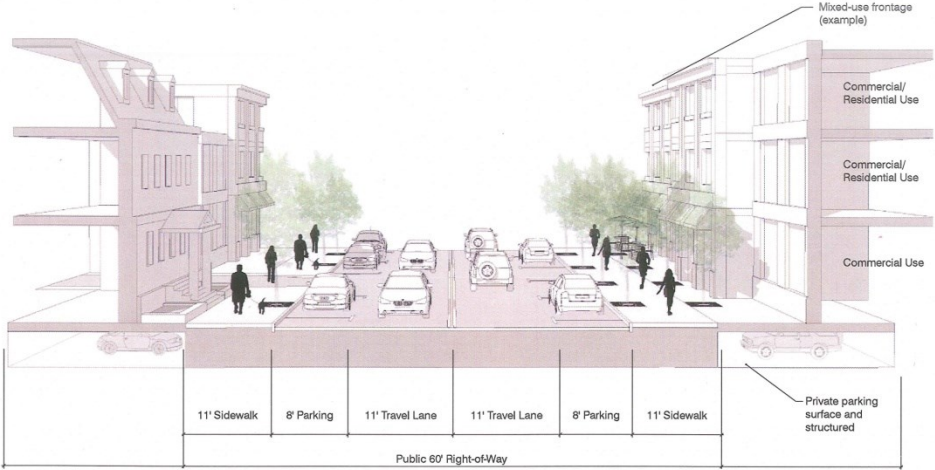 Mixed-use frontage
(example)
Commercial/
Residential Use
Commercial/
Residential Use
Commercial Use
11' Sidewalk
8' Parking
11' Travel Lane
11' Travel Lane
8' Parking
11' Sidewalk
Private parking
surface and
structured
Public 60' Right-of-Way